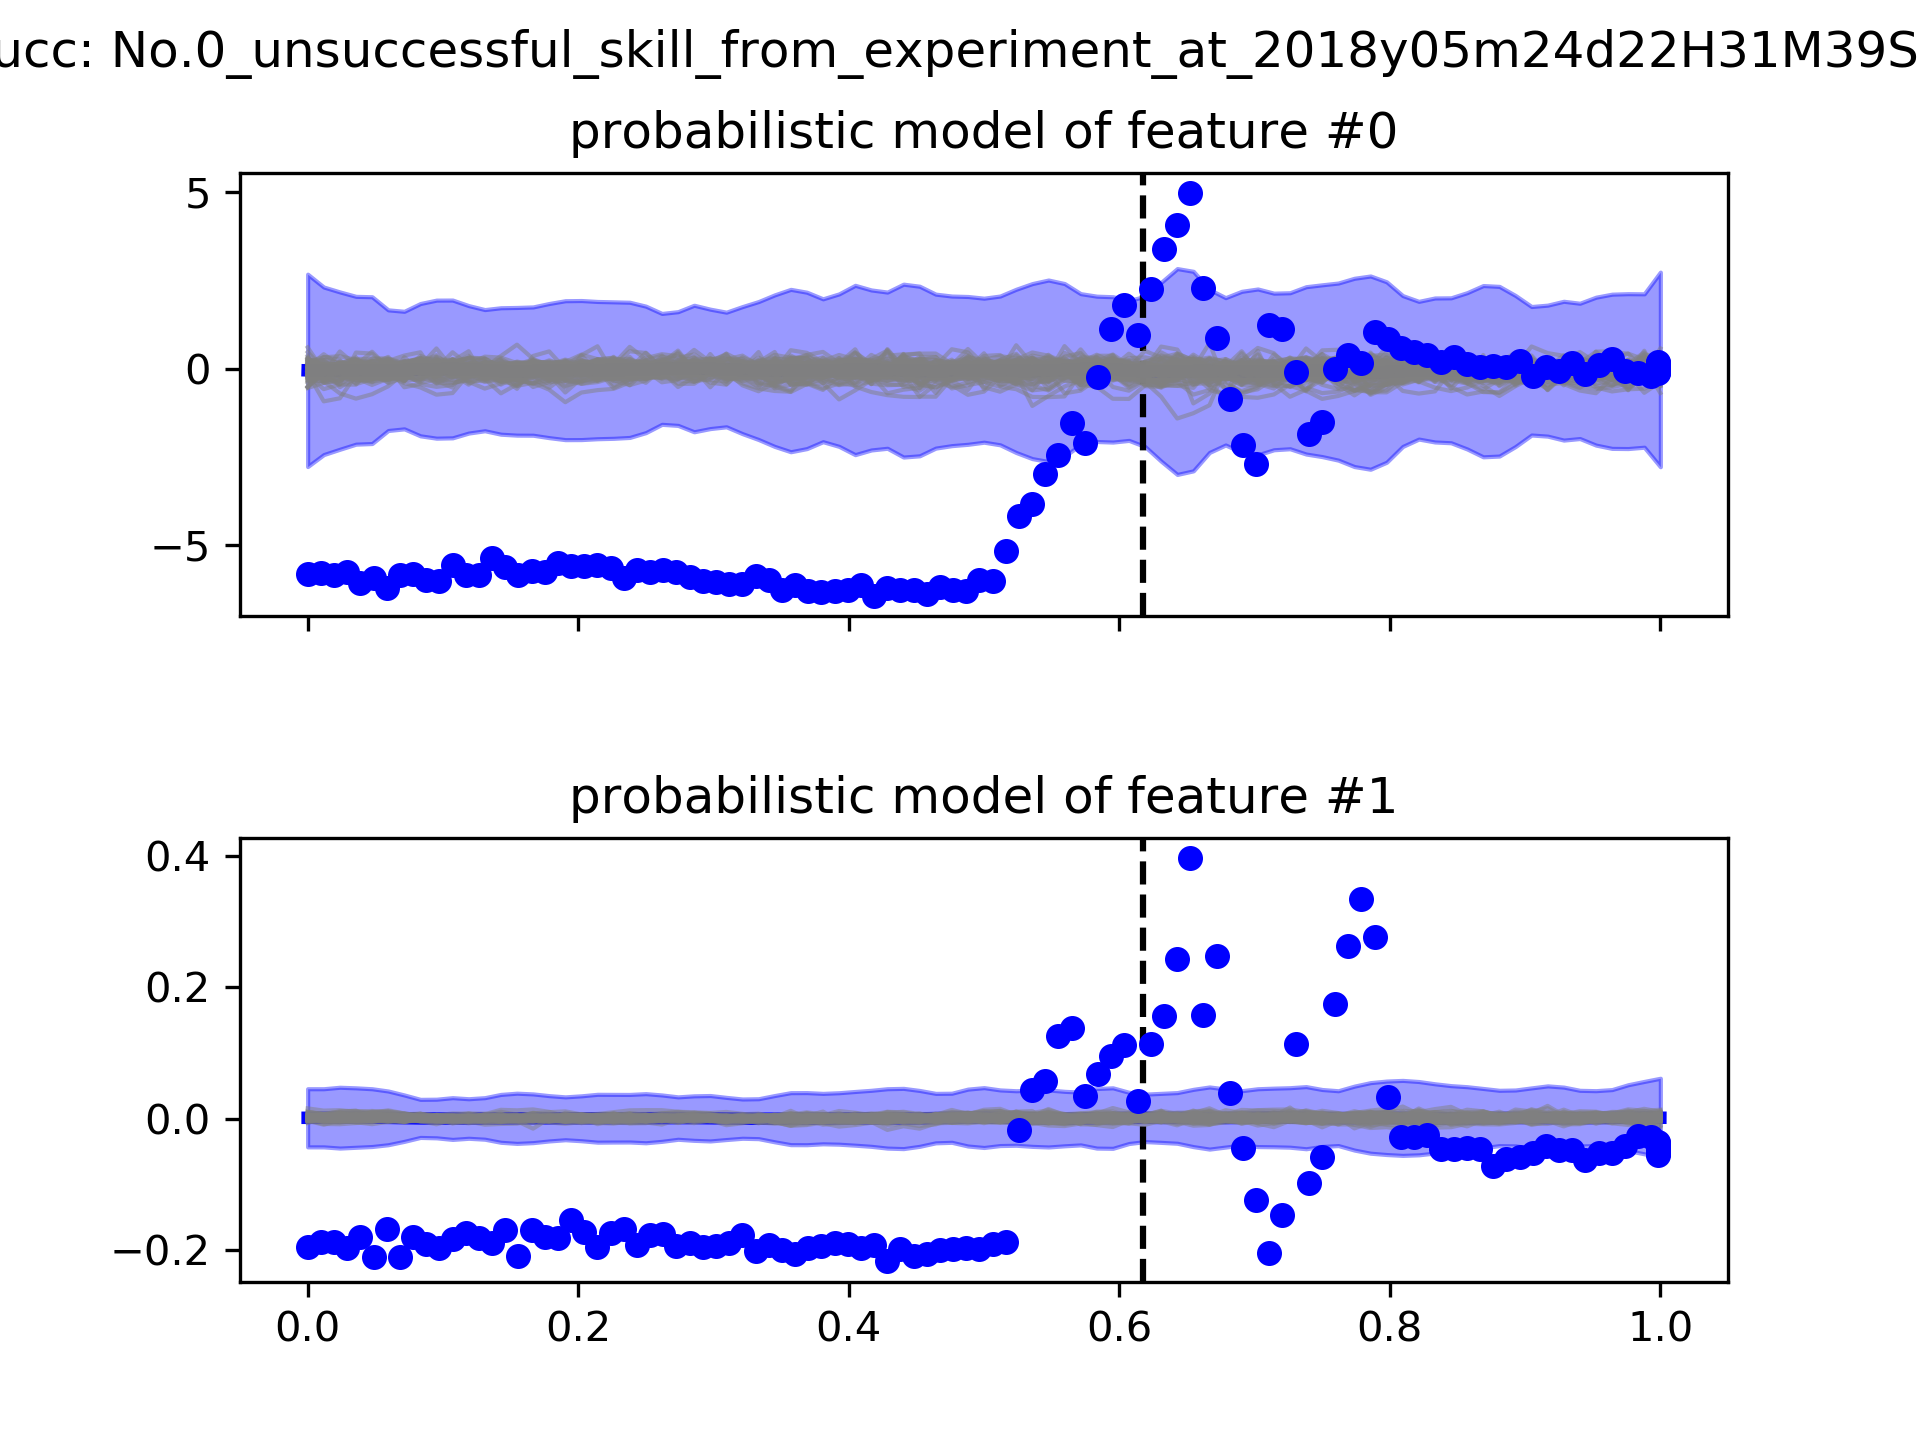 ucc: No.0_unsuccessful_skill_from_experiment_at_2018y05m24d22H31M39S
probabilistic model of feature #0
5
0
−5
probabilistic model of feature #1
0.4
0.2
0.0
−0.2
0.0 0.2 0.4 0.6 0.8 1.0